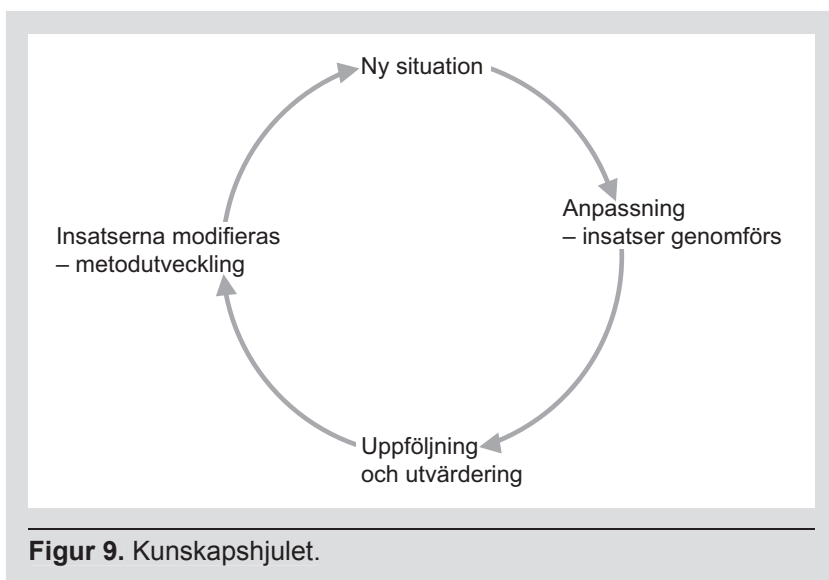 Ny situation
Anpassning
– insatser genomförs
Uppföljning
och utvärdering
Insatserna modifieras
– metodutveckling
Figur 9. Kunskapshjulet.